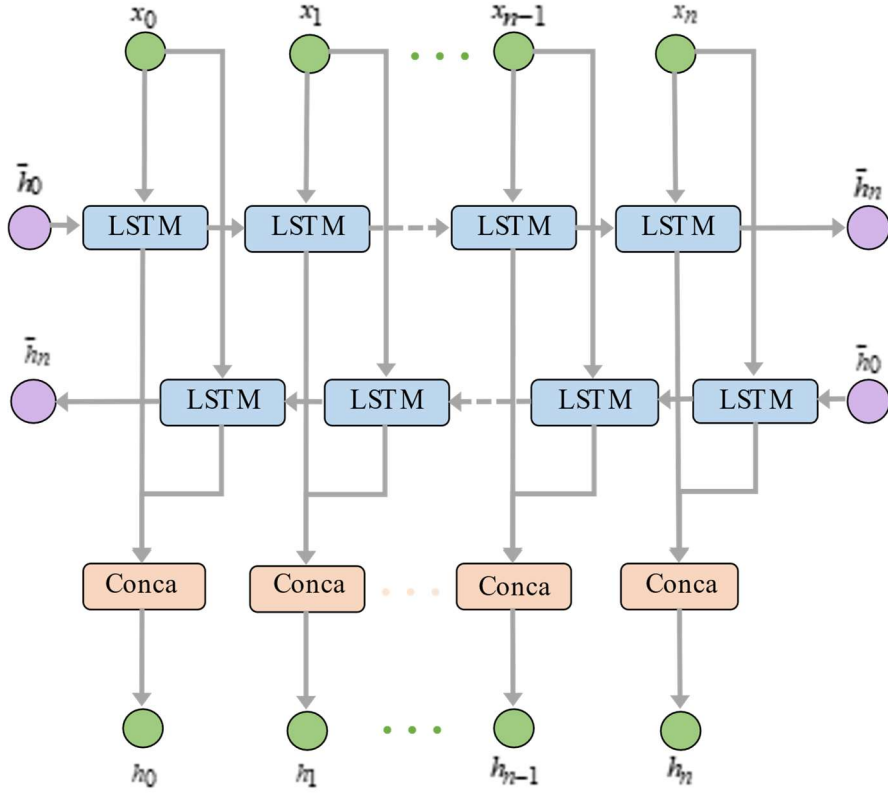 x₀ x₁ xₙ₋₁ xₙ
h̄0 h̄n
LSTM LSTM LSTM LSTM
h̄n h̄0
LSTM LSTM LSTM LSTM
Conca Conca Conca Conca
h₀ h₁ hₙ₋₁ hₙ